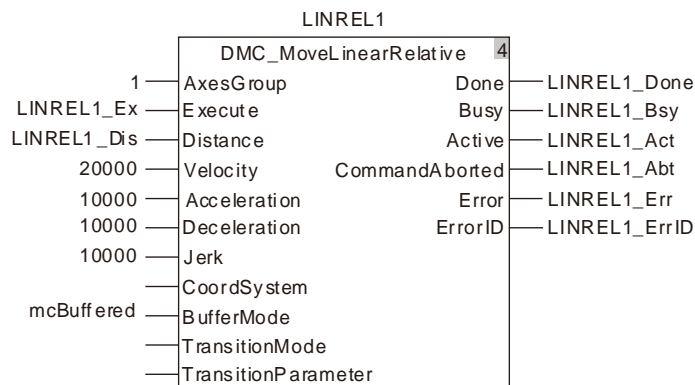 LINREL1
DMC_MoveLinearRelative 4
1 AxesGroup Done LINREL1_Done
LINREL1_Ex Execute Busy LINREL1_Bsy
LINREL1_Dis Distance Active LINREL1_Act
20000 Velocity CommandAborted LINREL1_Abt
10000 Acceleration Error LINREL1_Err
10000 Deceleration ErrorID LINREL1_ErrID
10000 Jerk
CoordSystem
mcBuffered BufferMode
TransitionMode
TransitionParameter